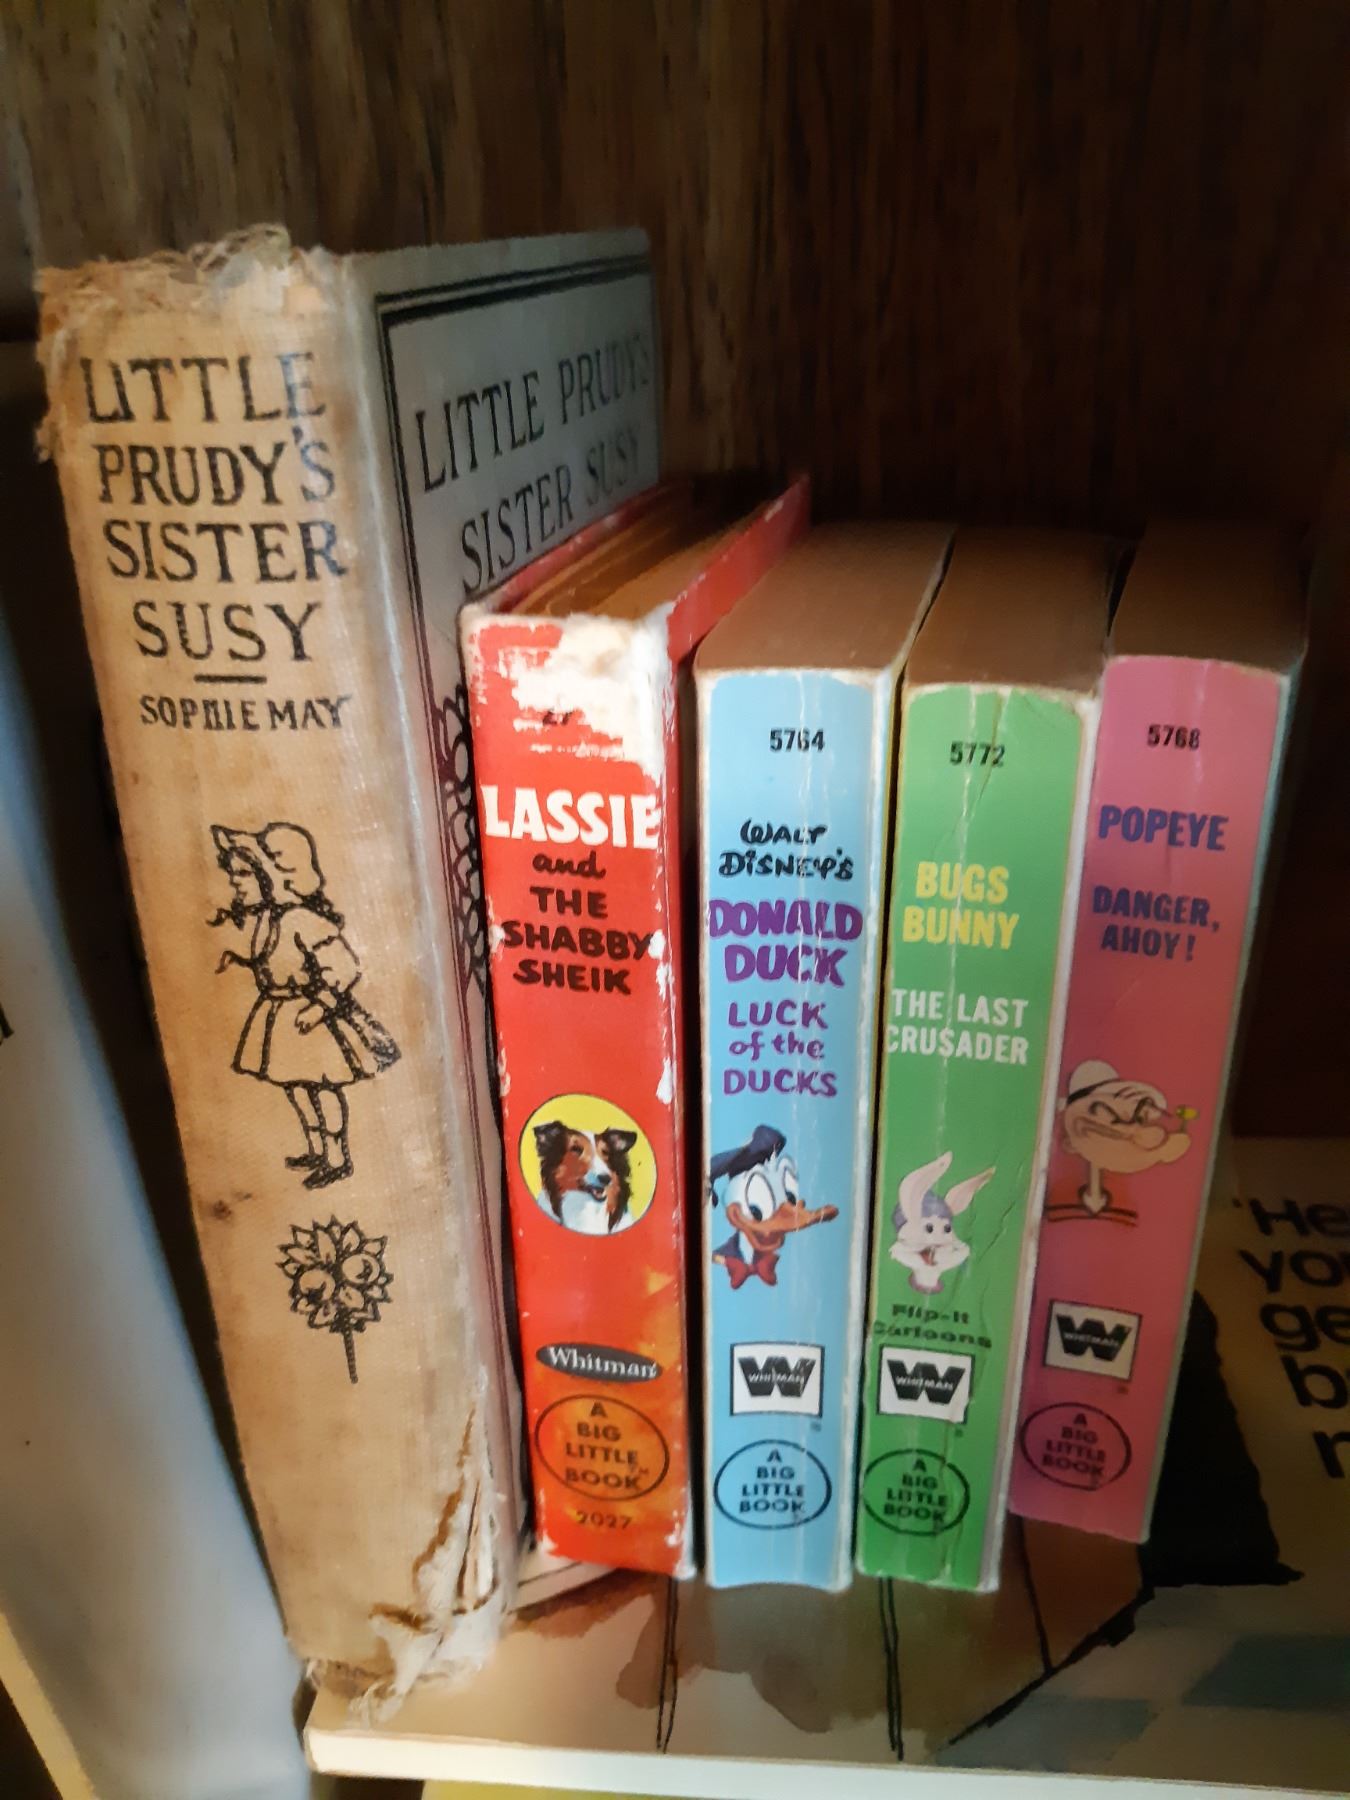 LITTLE
PRUDY'S
SISTER
SUSY
SOPHIE MAY
LITTLE PRUDY'S
SISTER SUSY
LASSIE
and
THE
SHABBY
SHEIK
Whitman
A
BIG
LITTLE
BOOK
2027
5764
WALT
DISNEY'S
DONALD
DUCK
LUCK
of the
DUCKS
WHITMAN
A
BIG
LITTLE
BOOK
5772
BUGS
BUNNY
THE LAST
CRUSADER
Flip-It
Cartoons
WHITMAN
A
BIG
LITTLE
BOOK
5768
POPEYE
DANGER,
AHOY!
WHITMAN
A
BIG
LITTLE
BOOK